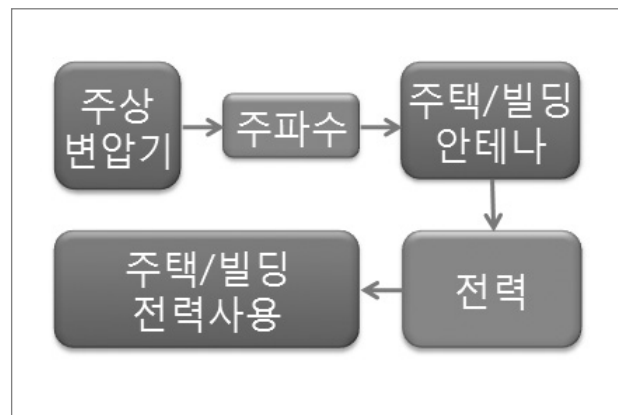 주상
변압기
주파수
주택/빌딩
안테나
전력
주택/빌딩
전력사용